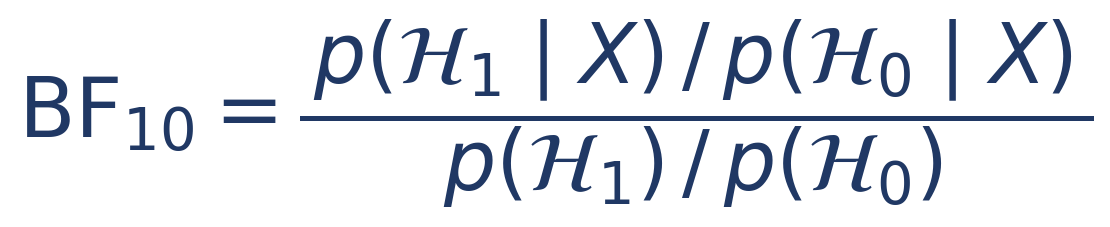 BF₁₀ = p(ℋ₁ | X) / p(ℋ₀ | X)
p(ℋ₁) / p(ℋ₀)